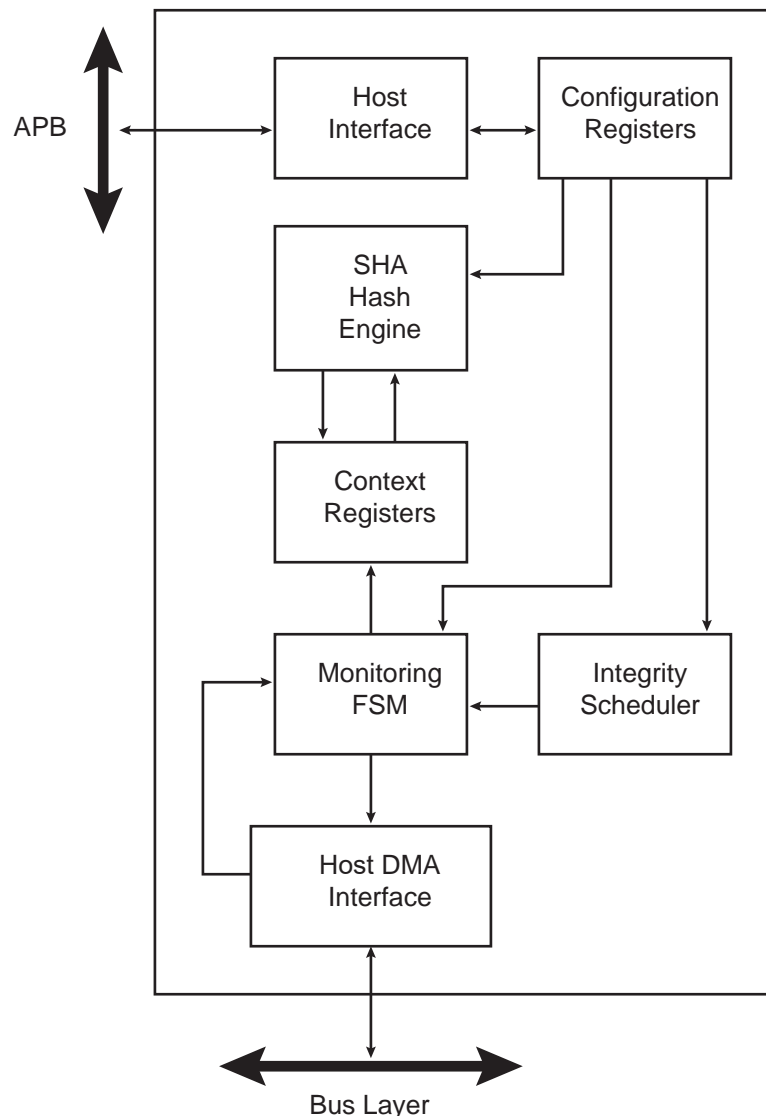 APB
Host
Interface
Configuration
Registers
SHA
Hash
Engine
Context
Registers
Monitoring
FSM
Integrity
Scheduler
Host DMA
Interface
Bus Layer